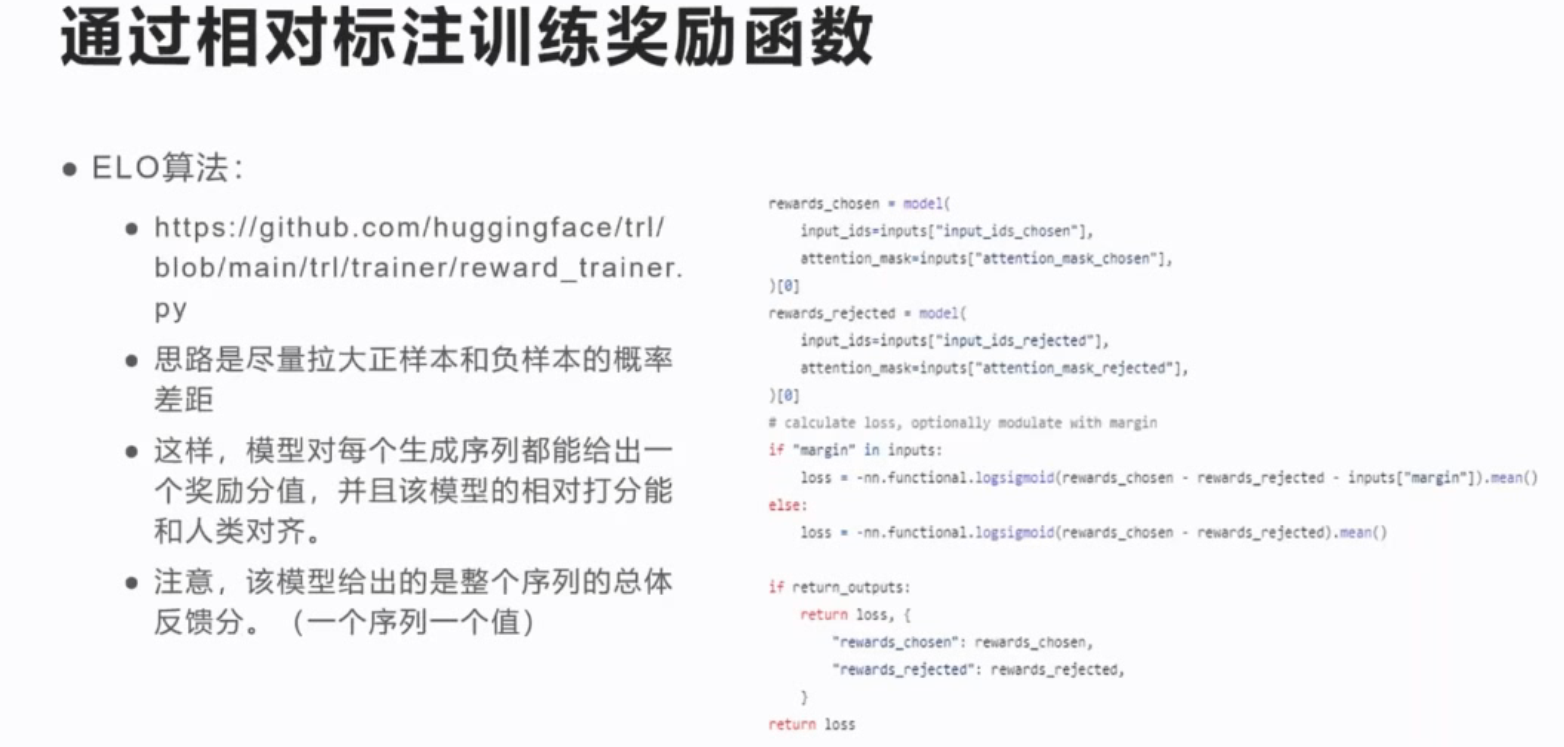 通过相对标注训练奖励函数
ELO算法：
https://github.com/huggingface/trl/
blob/main/trl/trainer/reward_trainer.
py
思路是尽量拉大正样本和负样本的概率
差距
这样，模型对每个生成序列都能给出一
个奖励分值，并且该模型的相对打分能
和人类对齐。
注意，该模型给出的是整个序列的总体
反馈分。（一个序列一个值）
rewards_chosen = model(
    input_ids=inputs["input_ids_chosen"],
    attention_mask=inputs["attention_mask_chosen"],
)[0]
rewards_rejected = model(
    input_ids=inputs["input_ids_rejected"],
    attention_mask=inputs["attention_mask_rejected"],
)[0]
# calculate loss, optionally modulate with margin
if "margin" in inputs:
    loss = -nn.functional.logsigmoid(rewards_chosen - rewards_rejected - inputs["margin"]).mean()
else:
    loss = -nn.functional.logsigmoid(rewards_chosen - rewards_rejected).mean()
if return_outputs:
    return loss, {
        "rewards_chosen": rewards_chosen,
        "rewards_rejected": rewards_rejected,
    }
return loss